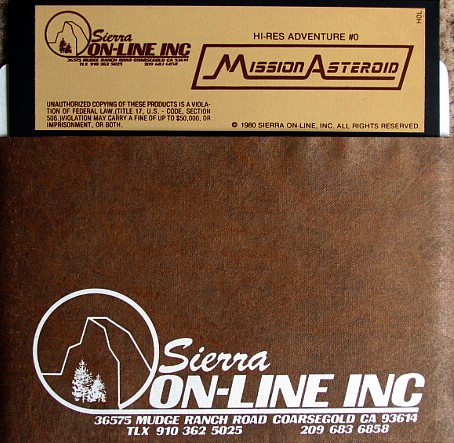 Sierra
ON-LINE INC
36575 MUDGE RANCH ROAD COARSEGOLD CA 93614
TLX 910 362 5025 209 683 6858
HI-RES ADVENTURE #0
MISSION ASTEROID
HOL
UNAUTHORIZED COPYING OF THESE PRODUCTS IS A VIOLA-
TION OF FEDERAL LAW.(TITLE 17, U.S. - CODE, SECTION
506.)VIOLATION MAY CARRY A FINE OF UP TO $50,000, OR
IMPRISONMENT, OR BOTH.
© 1980 SIERRA ON-LINE, INC. ALL RIGHTS RESERVED
Sierra
ON-LINE INC
36575 MUDGE RANCH ROAD COARSEGOLD CA 93614
TLX 910 362 5025 209 683 6858